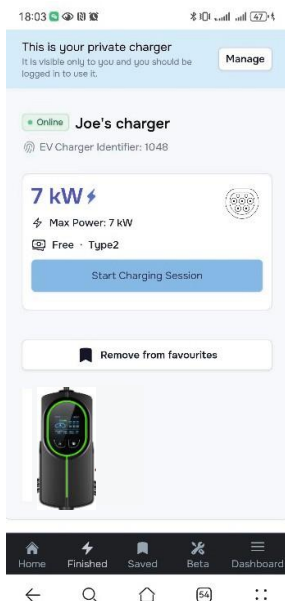 18:03
47
This is your private charger
It is visible only to you and you should be
logged in to use it.
Manage
Online
Joe's charger
EV Charger Identifier: 1048
7 kW
Max Power: 7 kW
Free · Type2
Start Charging Session
Remove from favourites
Home
Finished
Saved
Beta
Dashboard
54